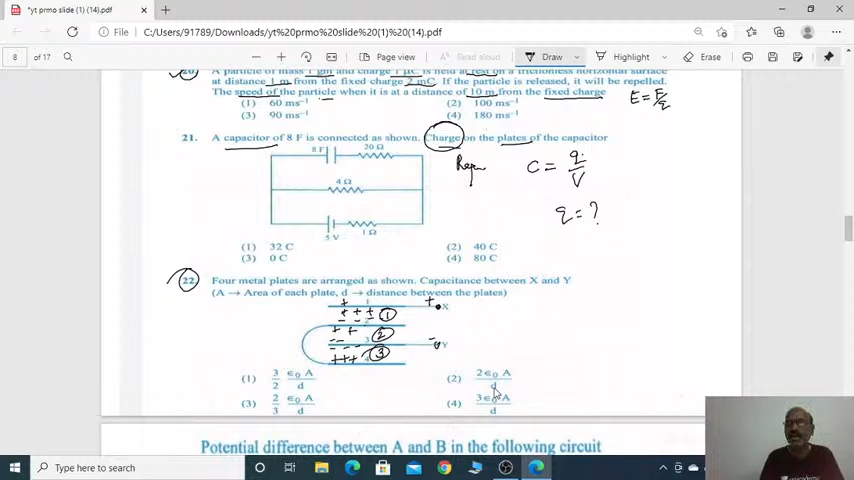 *yt prmo slide (1) (14).pdf
File
C:/Users/91789/Downloads/yt%20prmo%20slide%20(1)%20(14).pdf
8 of 17
Page view
Read aloud
Draw
Highlight
Erase
20. A particle of mass 1 gm and charge 1 μC is held at rest on a frictionless horizontal surface
at distance 1 m from the fixed charge 2 mC. If the particle is released, it will be repelled.
The speed of the particle when it is at a distance of 10 m from the fixed charge
(1) 60 ms⁻¹ (2) 100 ms⁻¹
(3) 90 ms⁻¹ (4) 180 ms⁻¹
21. A capacitor of 8 F is connected as shown. Charge on the plates of the capacitor
8 F 20 Ω
4 Ω
5 V 1 Ω
C = q/V
q = ?
(1) 32 C (2) 40 C
(3) 0 C (4) 80 C
22. Four metal plates are arranged as shown. Capacitance between X and Y
(A → Area of each plate, d → distance between the plates)
+ 1 + X
+ + + ①
- - 2
+ + ②
-- 3 - Y
- - -
+++ 4 ③
(1) 3/2 ε₀A/d (2) 2ε₀A/d
(3) 2/3 ε₀A/d (4) 3ε₀A/d
Potential difference between A and B in the following circuit
Type here to search